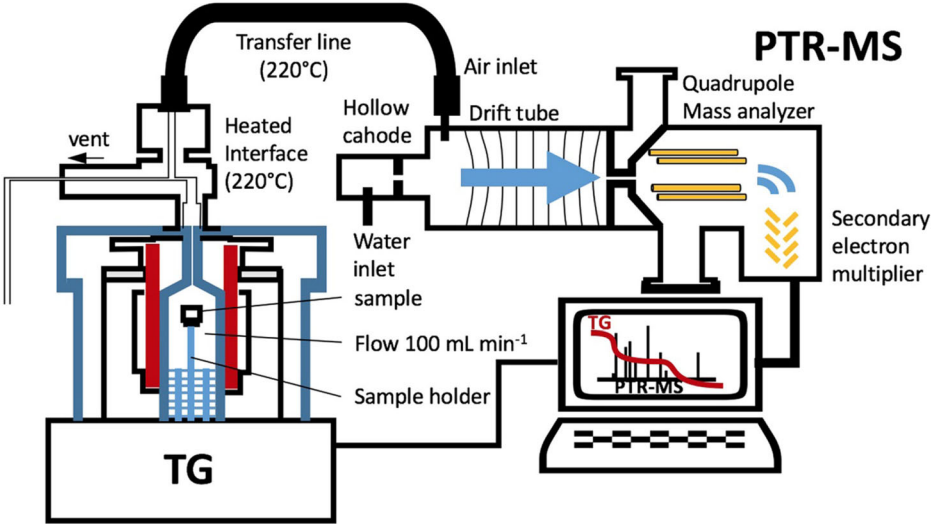 PTR-MS
Transfer line
(220°C)
Air inlet
Quadrupole
Mass analyzer
Hollow
cahode
Drift tube
vent
Heated
Interface
(220°C)
Water
inlet
Secondary
electron
multiplier
sample
Flow 100 mL min⁻¹
Sample holder
TG
PTR-MS
TG